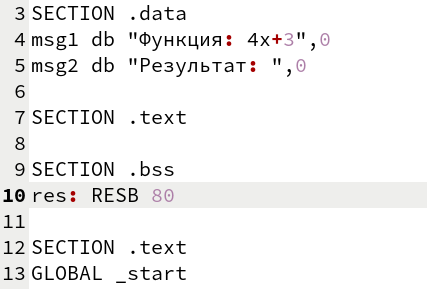 3 SECTION .data
4 msg1 db "Функция: 4x+3",0
5 msg2 db "Результат: ",0
6
7 SECTION .text
8
9 SECTION .bss
10 res: RESB 80
11
12 SECTION .text
13 GLOBAL _start